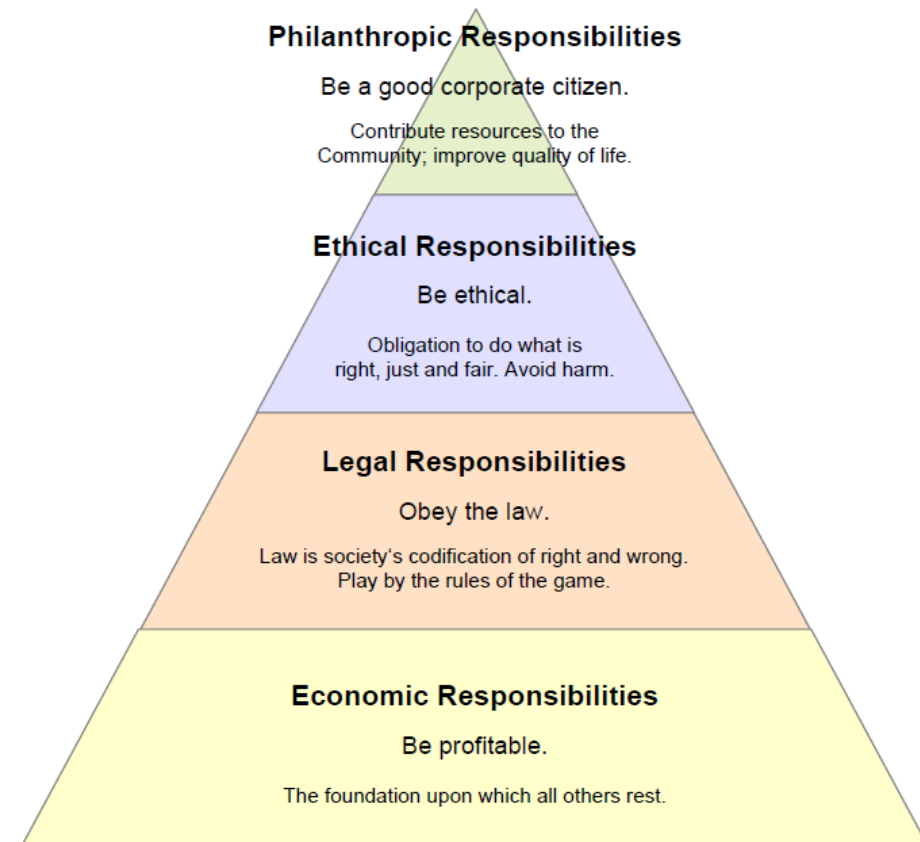 Philanthropic Responsibilities
Be a good corporate citizen.
Contribute resources to the
Community; improve quality of life.
Ethical Responsibilities
Be ethical.
Obligation to do what is
right, just and fair. Avoid harm.
Legal Responsibilities
Obey the law.
Law is society‘s codification of right and wrong.
Play by the rules of the game.
Economic Responsibilities
Be profitable.
The foundation upon which all others rest.